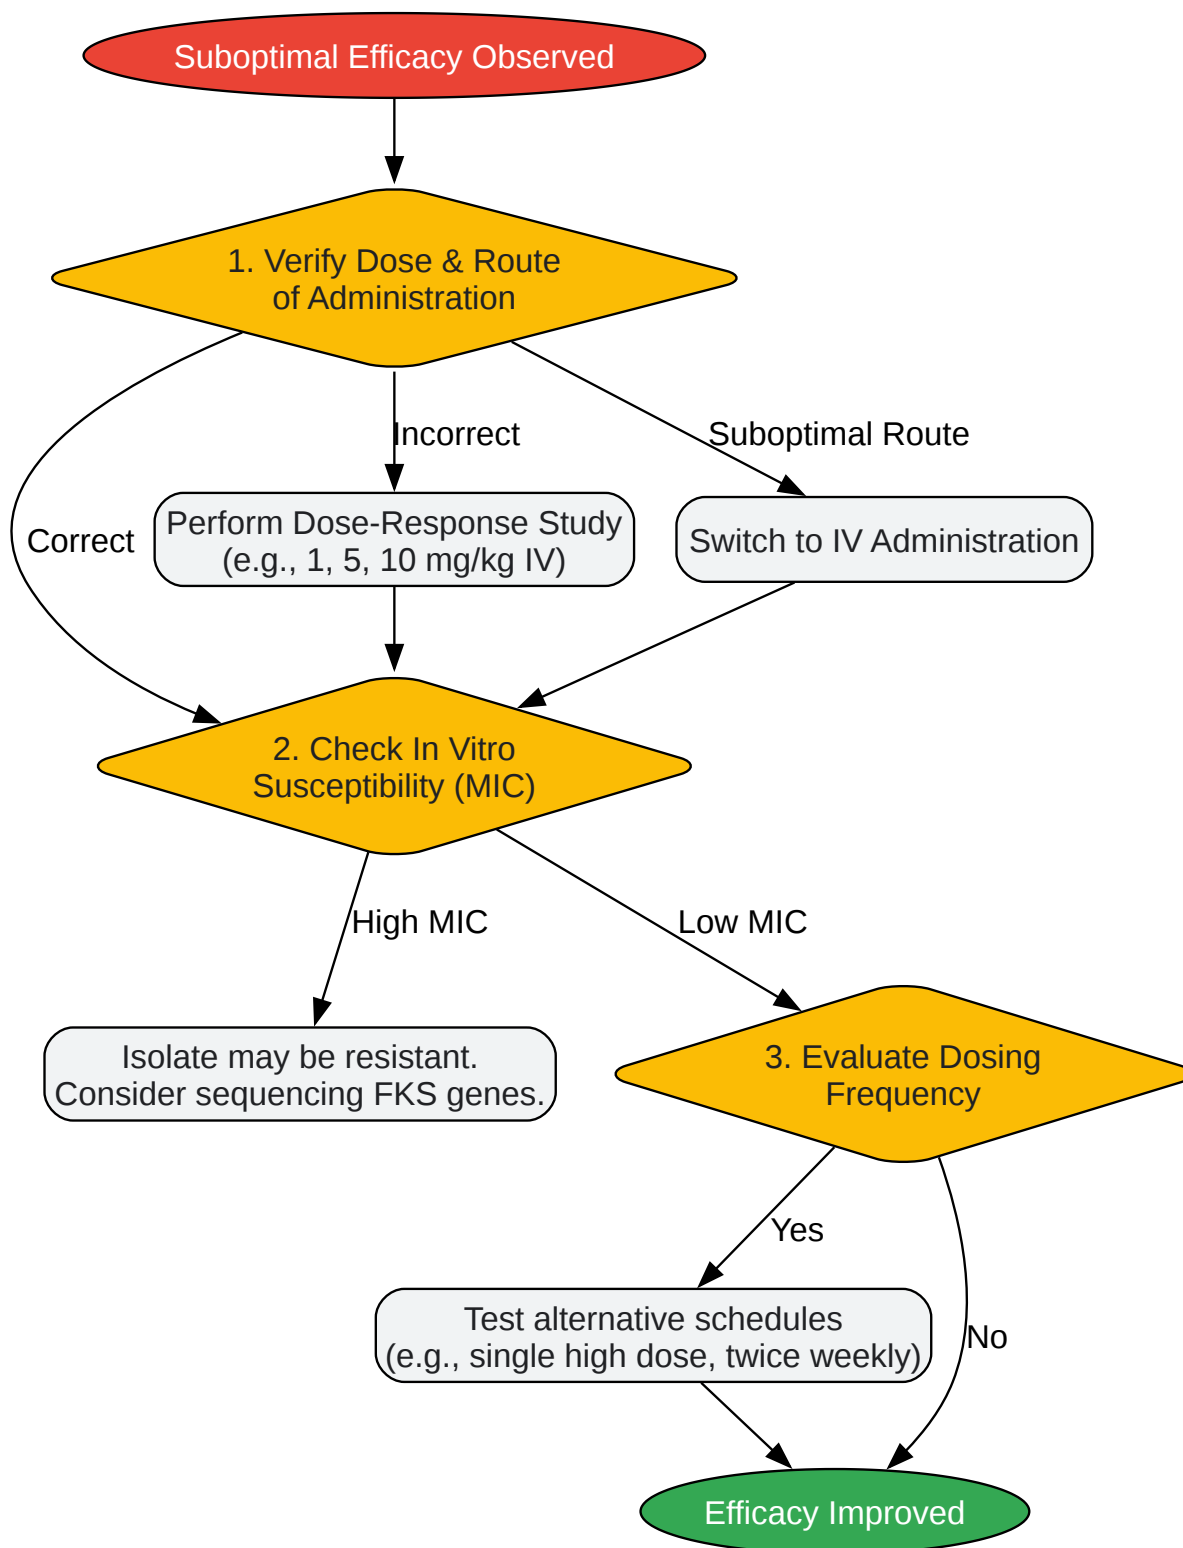 Suboptimal Efficacy Observed
1. Verify Dose & Route
of Administration
Incorrect
Suboptimal Route
Correct
Perform Dose-Response Study
(e.g., 1, 5, 10 mg/kg IV)
Switch to IV Administration
2. Check In Vitro
Susceptibility (MIC)
High MIC
Low MIC
Isolate may be resistant.
Consider sequencing FKS genes.
3. Evaluate Dosing
Frequency
Yes
No
Test alternative schedules
(e.g., single high dose, twice weekly)
Efficacy Improved